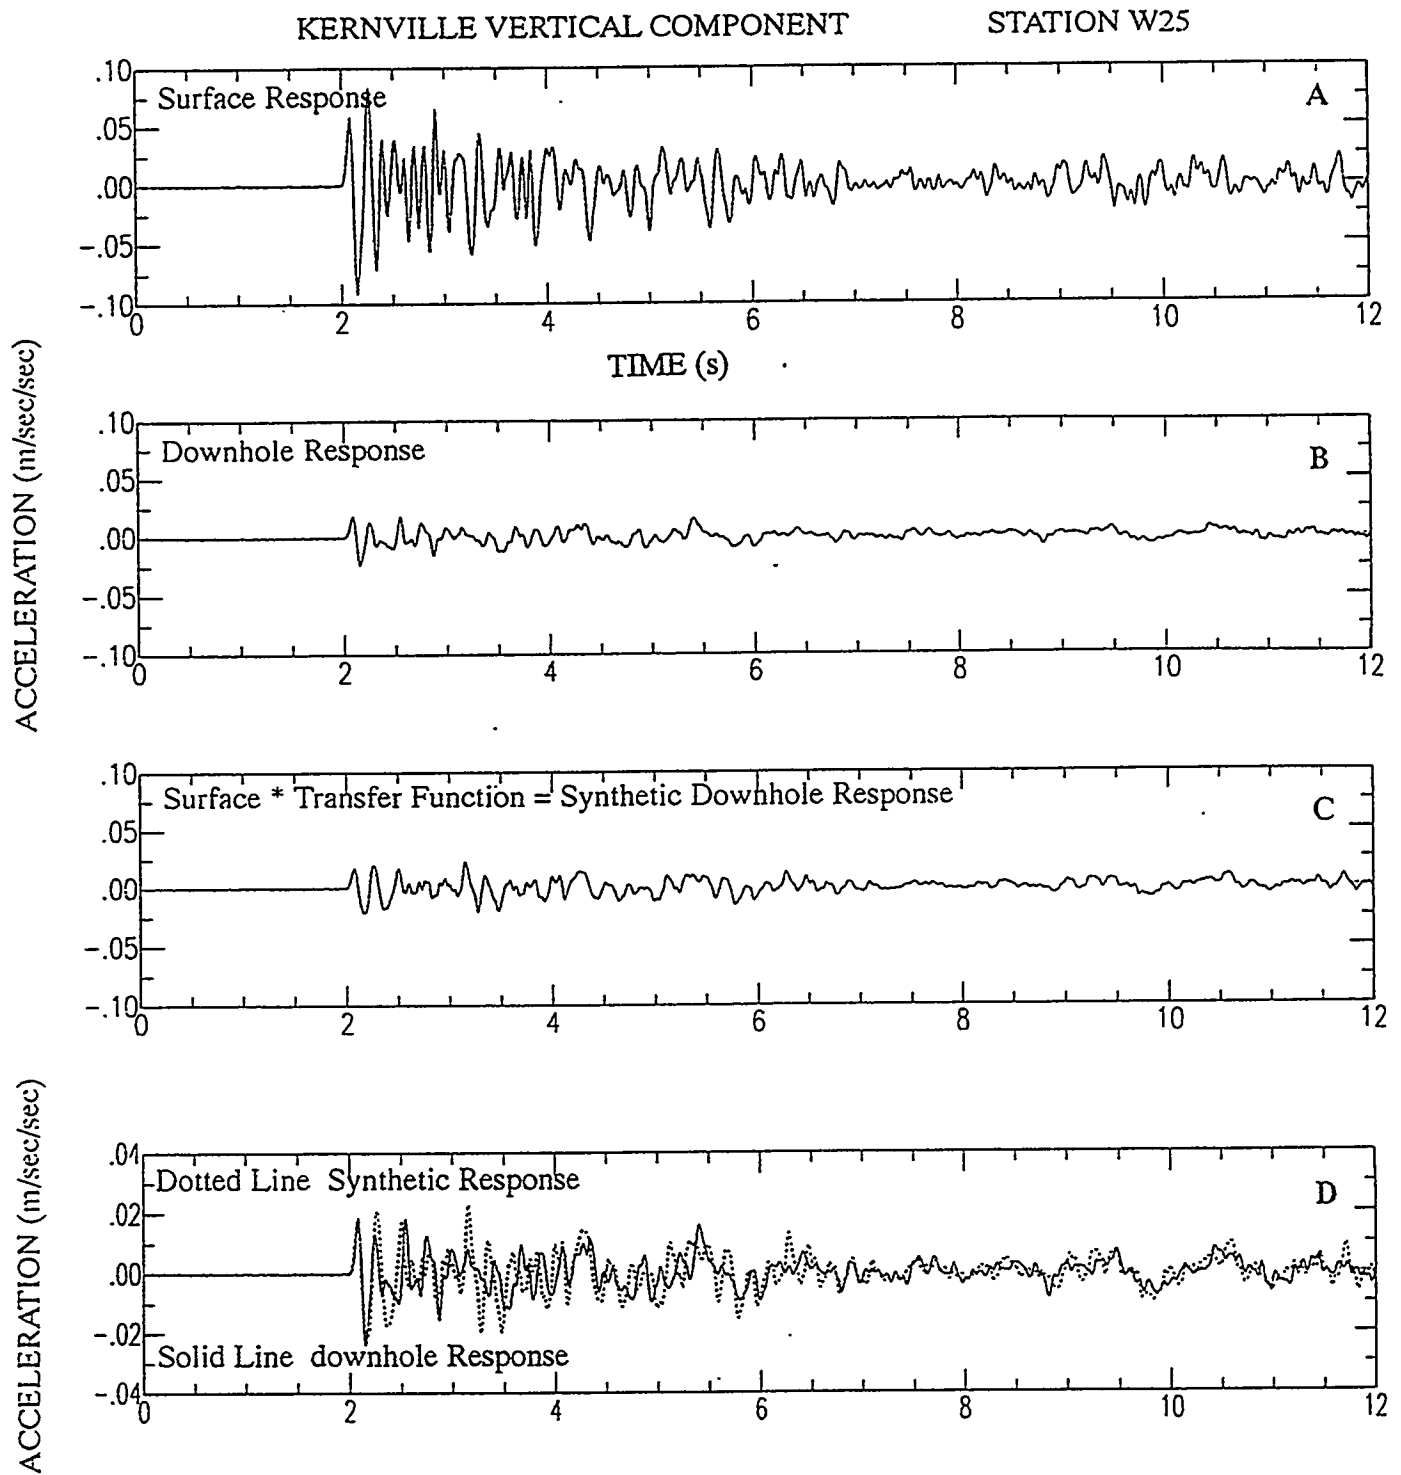 KERNVILLE VERTICAL COMPONENT STATION W25
.10
Surface Response A
.05
.00
-.05
-.10
0 2 4 6 8 10 12
TIME (s)
ACCELERATION (m/sec/sec)
.10
Downhole Response B
.05
.00
-.05
-.10
0 2 4 6 8 10 12
.10
Surface * Transfer Function = Synthetic Downhole Response C
.05
.00
-.05
-.10
0 2 4 6 8 10 12
ACCELERATION (m/sec/sec)
.04
Dotted Line Synthetic Response D
.02
.00
-.02
Solid Line downhole Response
-.04
0 2 4 6 8 10 12